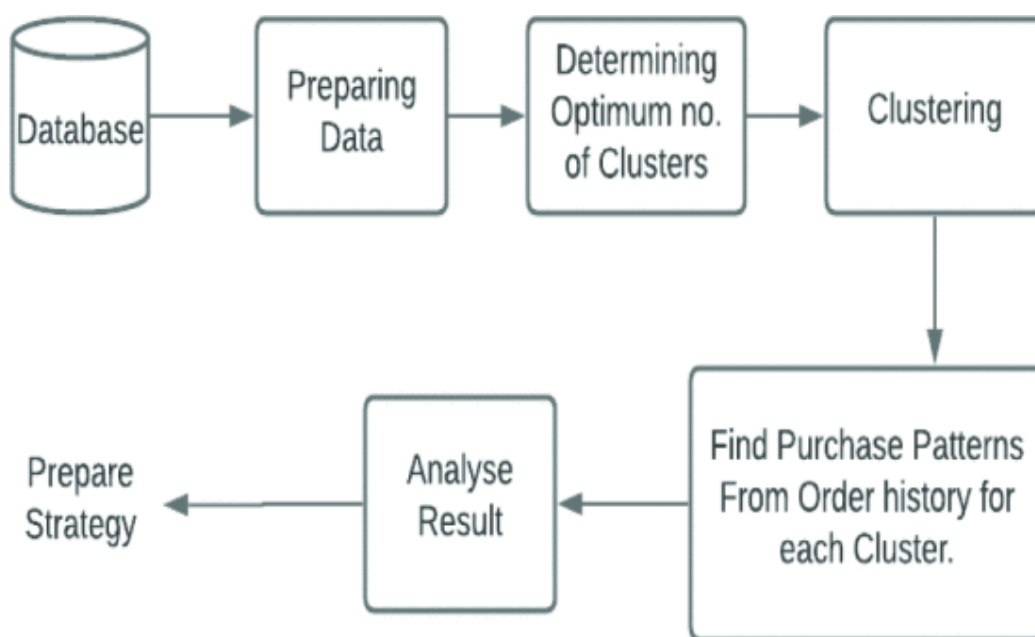 Database
Preparing
Data
Determining
Optimum no.
of Clusters
Clustering
Find Purchase Patterns
From Order history for
each Cluster.
Analyse
Result
Prepare
Strategy